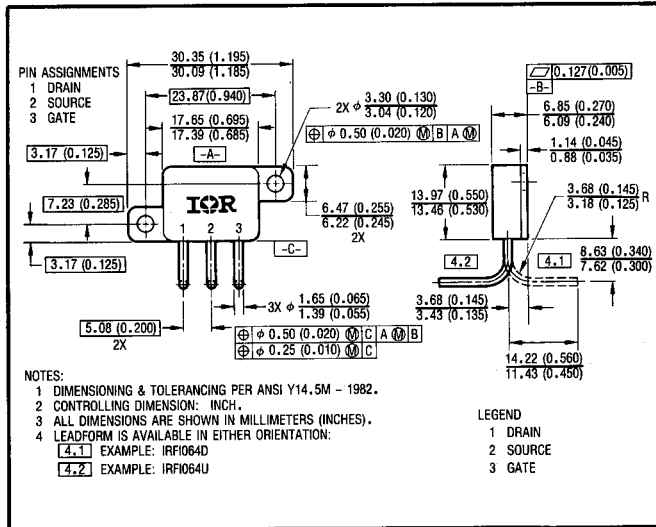 PIN ASSIGNMENTS
1 DRAIN
2 SOURCE
3 GATE
30.35 (1.195)
30.09 (1.185)
23.87(0.940)
17.65 (0.695)
17.39 (0.685)
-A-
2X ϕ 3.30 (0.130)
3.04 (0.120)
⌖ ϕ 0.50 (0.020) Ⓜ B A Ⓜ
3.17 (0.125)
7.23 (0.285)
3.17 (0.125)
IOR
1 2 3
-C-
6.47 (0.255)
6.22 (0.245)
2X
3X ϕ 1.65 (0.065)
1.39 (0.055)
5.08 (0.200)
2X
⌖ ϕ 0.50 (0.020) Ⓜ C A Ⓜ B
⌖ ϕ 0.25 (0.010) Ⓜ C
▱ 0.127(0.005)
-B-
6.85 (0.270)
6.09 (0.240)
1.14 (0.045)
0.88 (0.035)
13.97 (0.550)
13.46 (0.530)
3.68 (0.145)
3.18 (0.125) R
4.2
4.1
8.63 (0.340)
7.62 (0.300)
3.68 (0.145)
3.43 (0.135)
14.22 (0.560)
11.43 (0.450)
NOTES:
1 DIMENSIONING & TOLERANCING PER ANSI Y14.5M - 1982.
2 CONTROLLING DIMENSION: INCH.
3 ALL DIMENSIONS ARE SHOWN IN MILLIMETERS (INCHES).
4 LEADFORM IS AVAILABLE IN EITHER ORIENTATION:
4.1 EXAMPLE: IRFI064D
4.2 EXAMPLE: IRFI064U
LEGEND
1 DRAIN
2 SOURCE
3 GATE